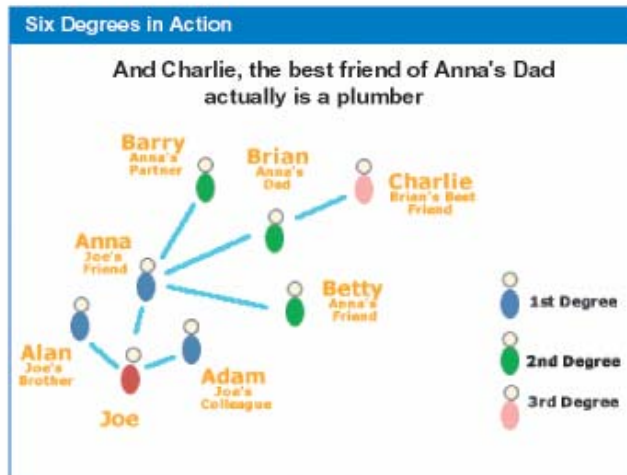 Six Degrees in Action
And Charlie, the best friend of Anna's Dad
actually is a plumber
Barry
Anna's
Partner
Brian
Anna's
Dad
Charlie
Brian's Best
Friend
Anna
Joe's
Friend
Betty
Anna's
Friend
Alan
Joe's
Brother
Adam
Joe's
Colleague
Joe
1st Degree
2nd Degree
3rd Degree